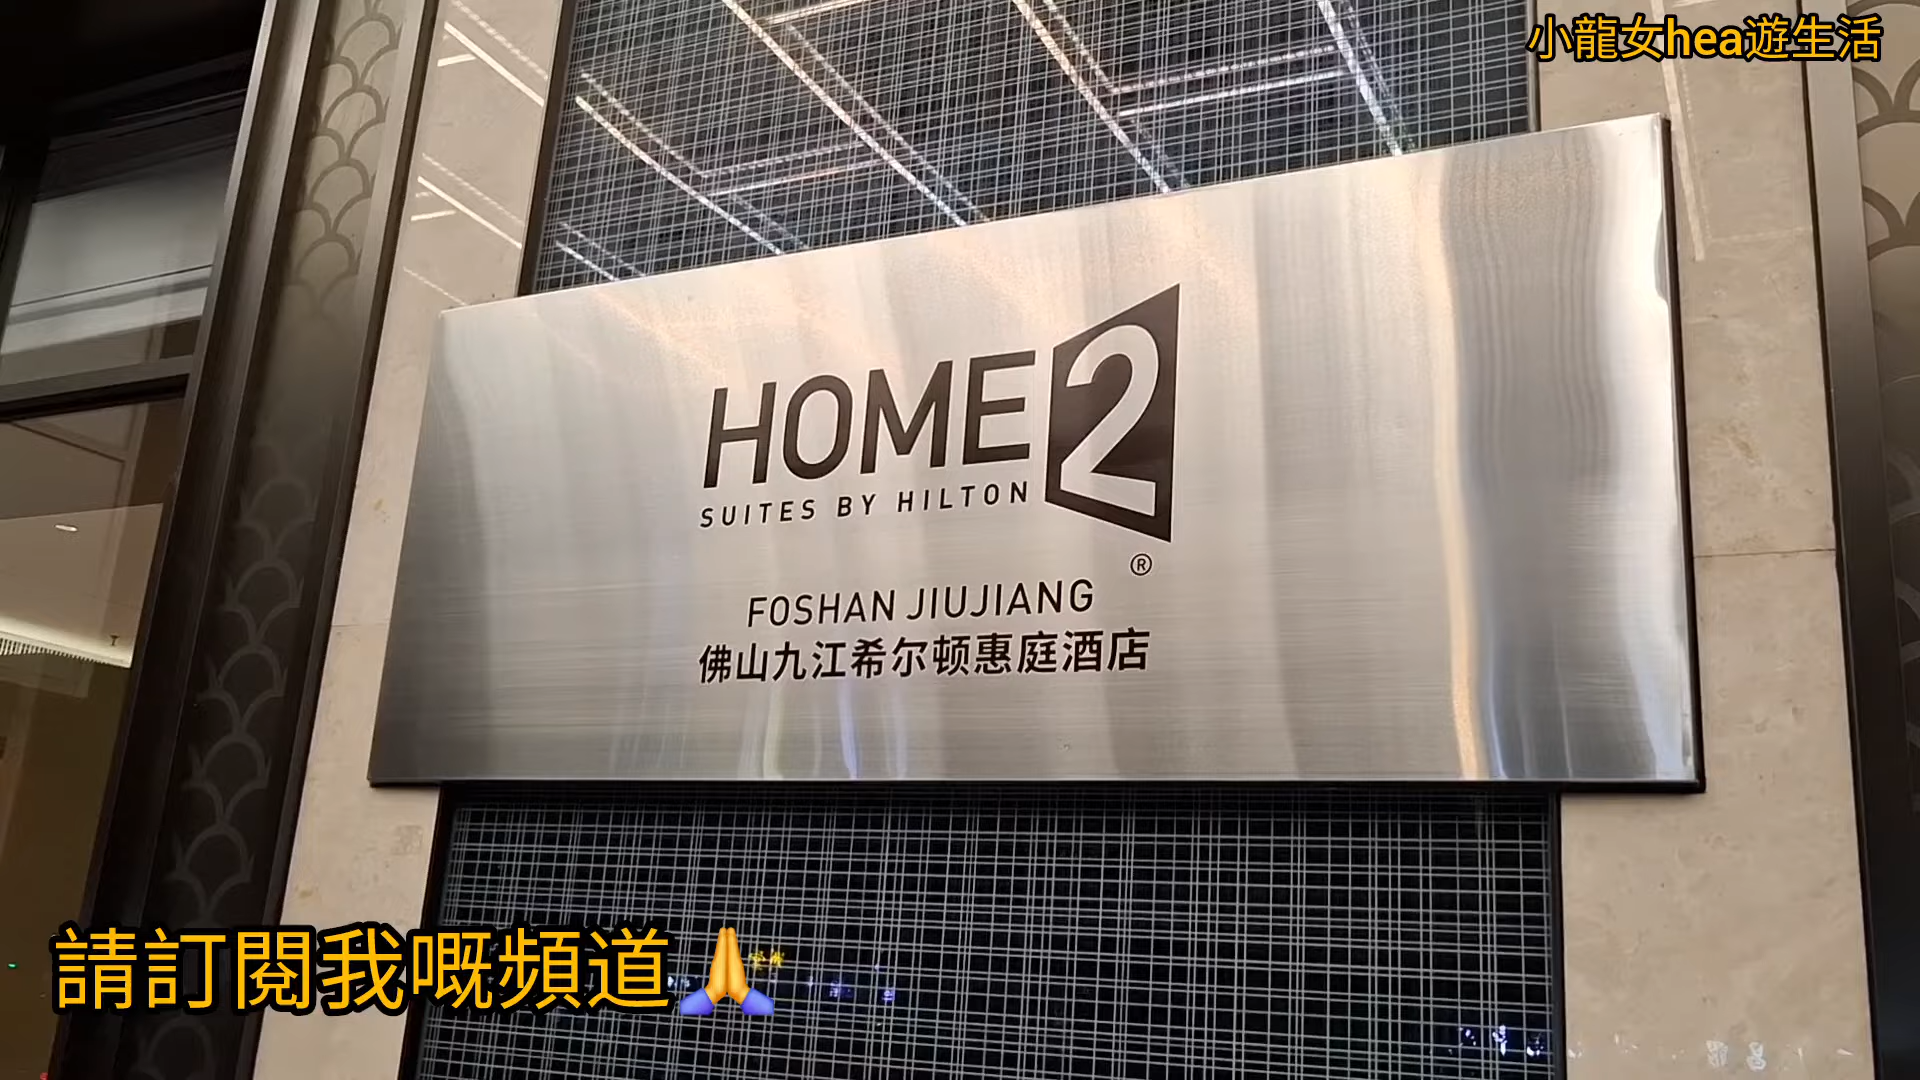 小龍女hea遊生活
HOME2
SUITES BY HILTON
®
FOSHAN JIUJIANG
佛山九江希尔顿惠庭酒店
請訂閱我嘅頻道🙏